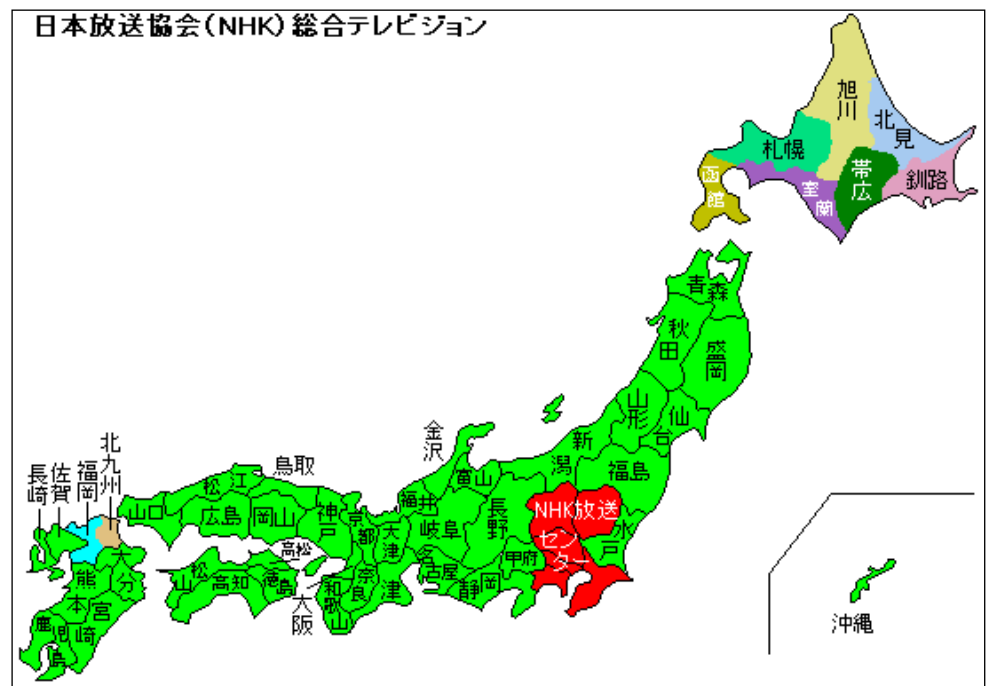 日本放送協会(NHK)総合テレビジョン
旭川
北見
札幌
帯広
釧路
函館
室蘭
青森
秋田
盛岡
山形
仙台
新潟
福島
金沢
富山
福井
長野
岐阜
NHK放送
センター
水戸
甲府
静岡
名古屋
津
大津
京都
奈良
和歌山
大阪
神戸
鳥取
松江
岡山
広島
山口
高松
徳島
高知
松山
北九州
福岡
佐賀
長崎
大分
熊本
宮崎
鹿児島
沖縄